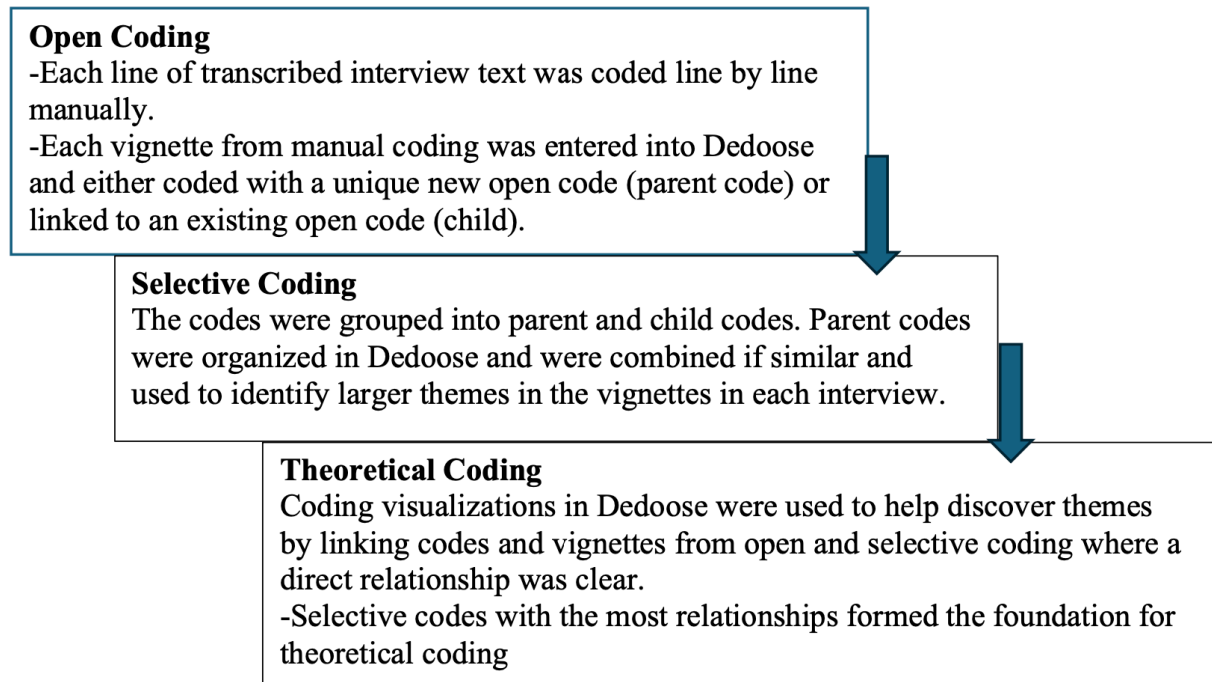 Open Coding
-Each line of transcribed interview text was coded line by line
manually.
-Each vignette from manual coding was entered into Dedoose
and either coded with a unique new open code (parent code) or
linked to an existing open code (child).
Selective Coding
The codes were grouped into parent and child codes. Parent codes
were organized in Dedoose and were combined if similar and
used to identify larger themes in the vignettes in each interview.
Theoretical Coding
Coding visualizations in Dedoose were used to help discover themes
by linking codes and vignettes from open and selective coding where a
direct relationship was clear.
-Selective codes with the most relationships formed the foundation for
theoretical coding